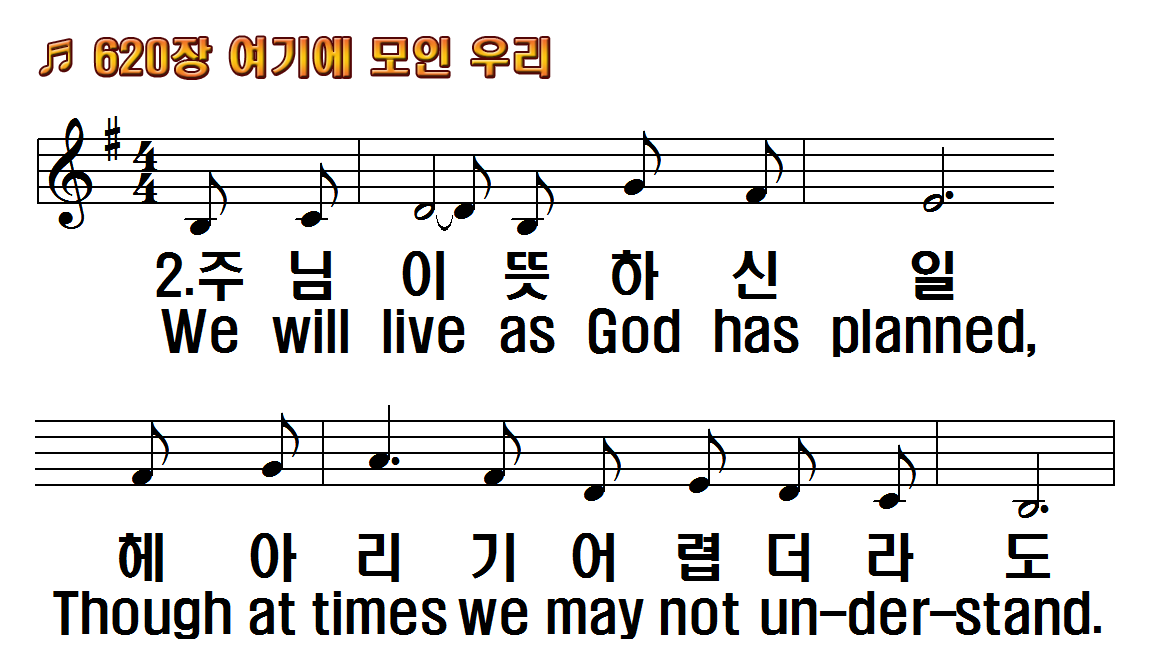 620장 여기에 모인 우리
2.주 님 이 뜻 하 신 일
We will live as God has planned,
헤 아 리 기 어 렵 더 라 도
Though at times we may not un-der-stand.